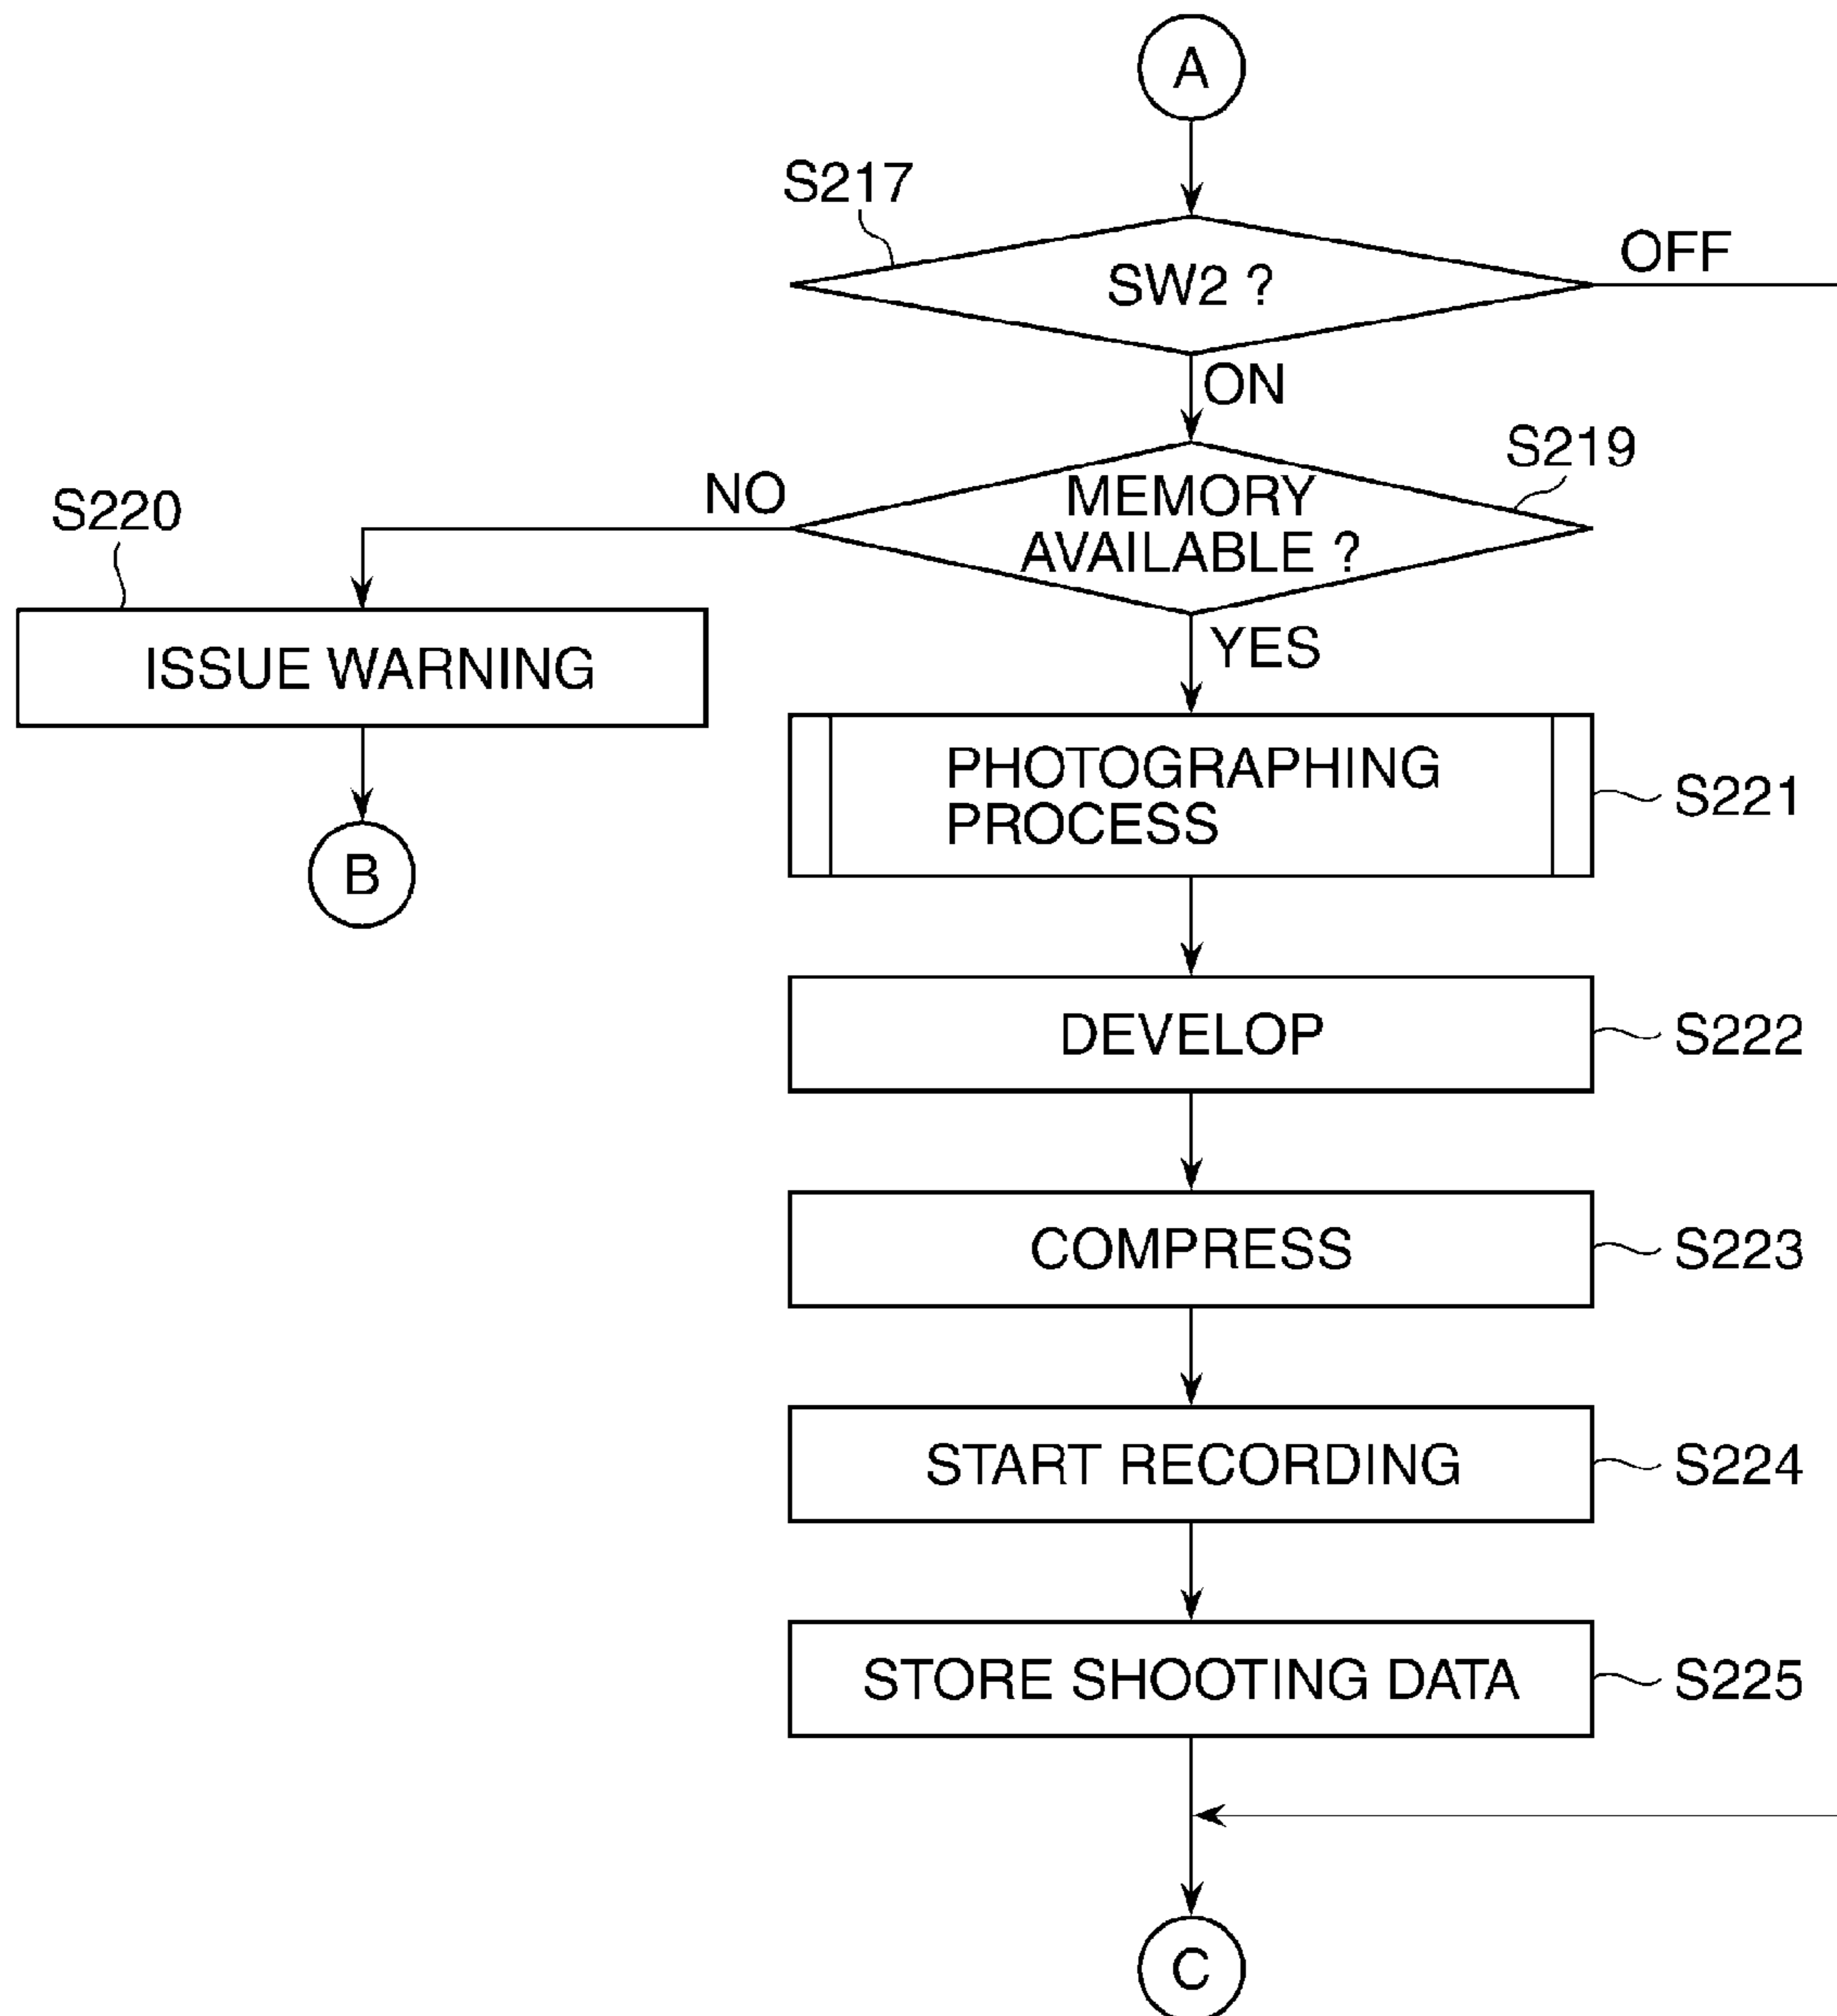 A
S217
SW2 ?
OFF
ON
S219
MEMORY
AVAILABLE ?
NO
S220
YES
ISSUE WARNING
PHOTOGRAPHING
PROCESS
S221
B
DEVELOP
S222
COMPRESS
S223
START RECORDING
S224
STORE SHOOTING DATA
S225
C